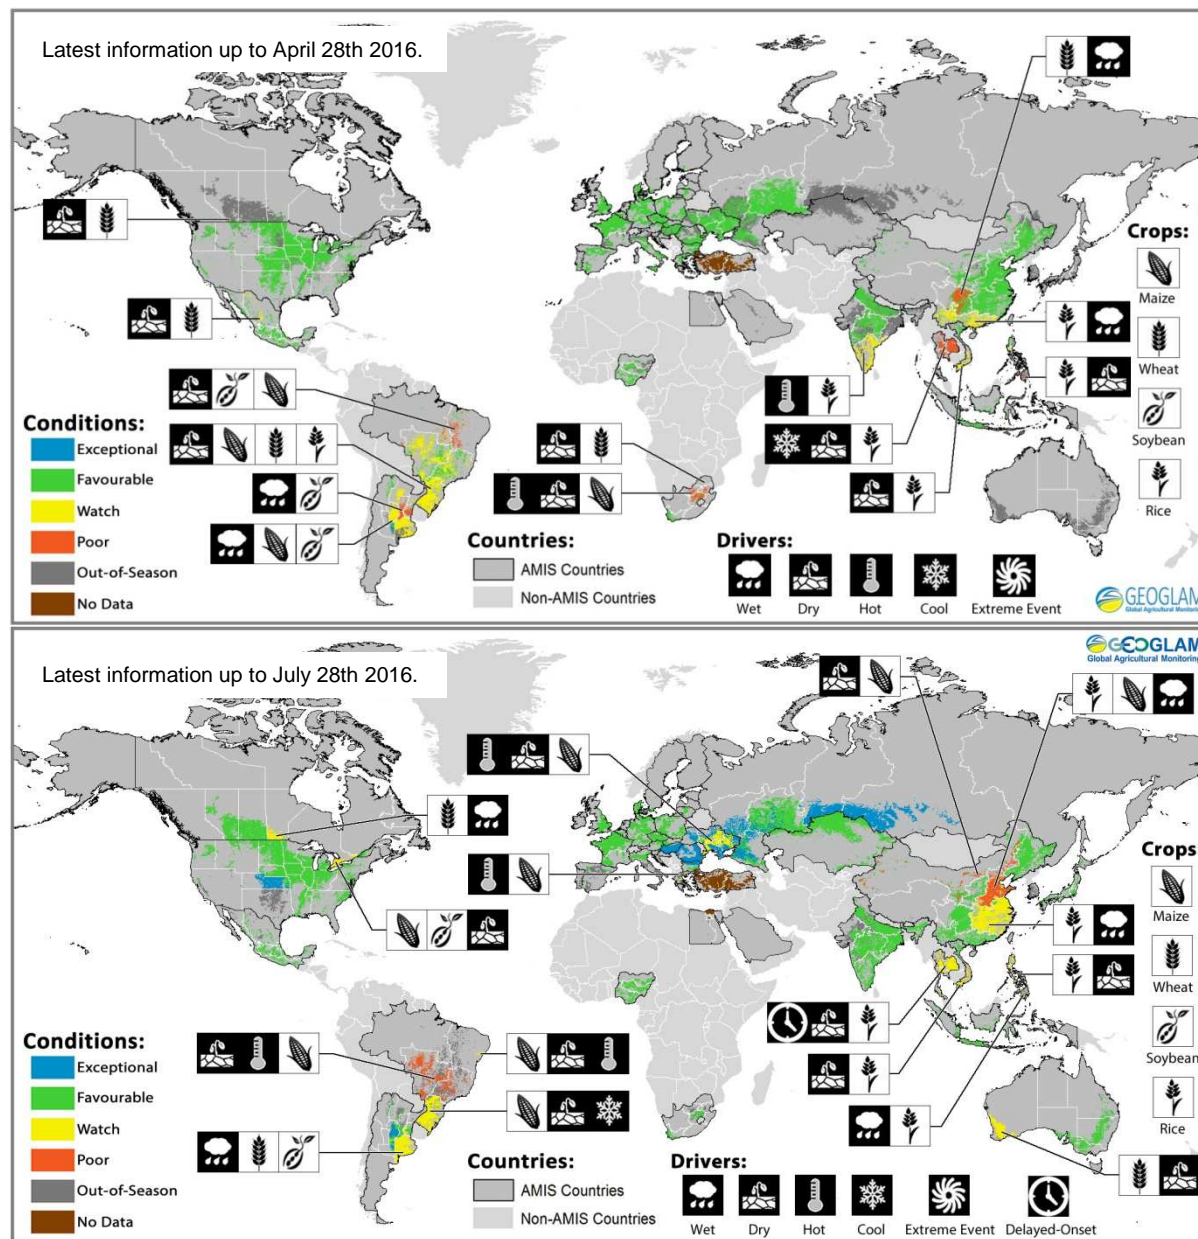 Latest information up to April 28th 2016.
Crops:
Maize
Wheat
Soybean
Rice
Conditions:
Exceptional
Favourable
Watch
Poor
Out-of-Season
No Data
Countries:
AMIS Countries
Non-AMIS Countries
Drivers:
Wet
Dry
Hot
Cool
Extreme Event
GEOGLAM
Global Agricultural Monitoring
GEOGLAM
Global Agricultural Monitoring
Latest information up to July 28th 2016.
Crops
Maize
Wheat
Soybean
Rice
Conditions:
Exceptional
Favourable
Watch
Poor
Out-of-Season
No Data
Countries:
AMIS Countries
Non-AMIS Countries
Drivers:
Wet
Dry
Hot
Cool
Extreme Event
Delayed-Onset